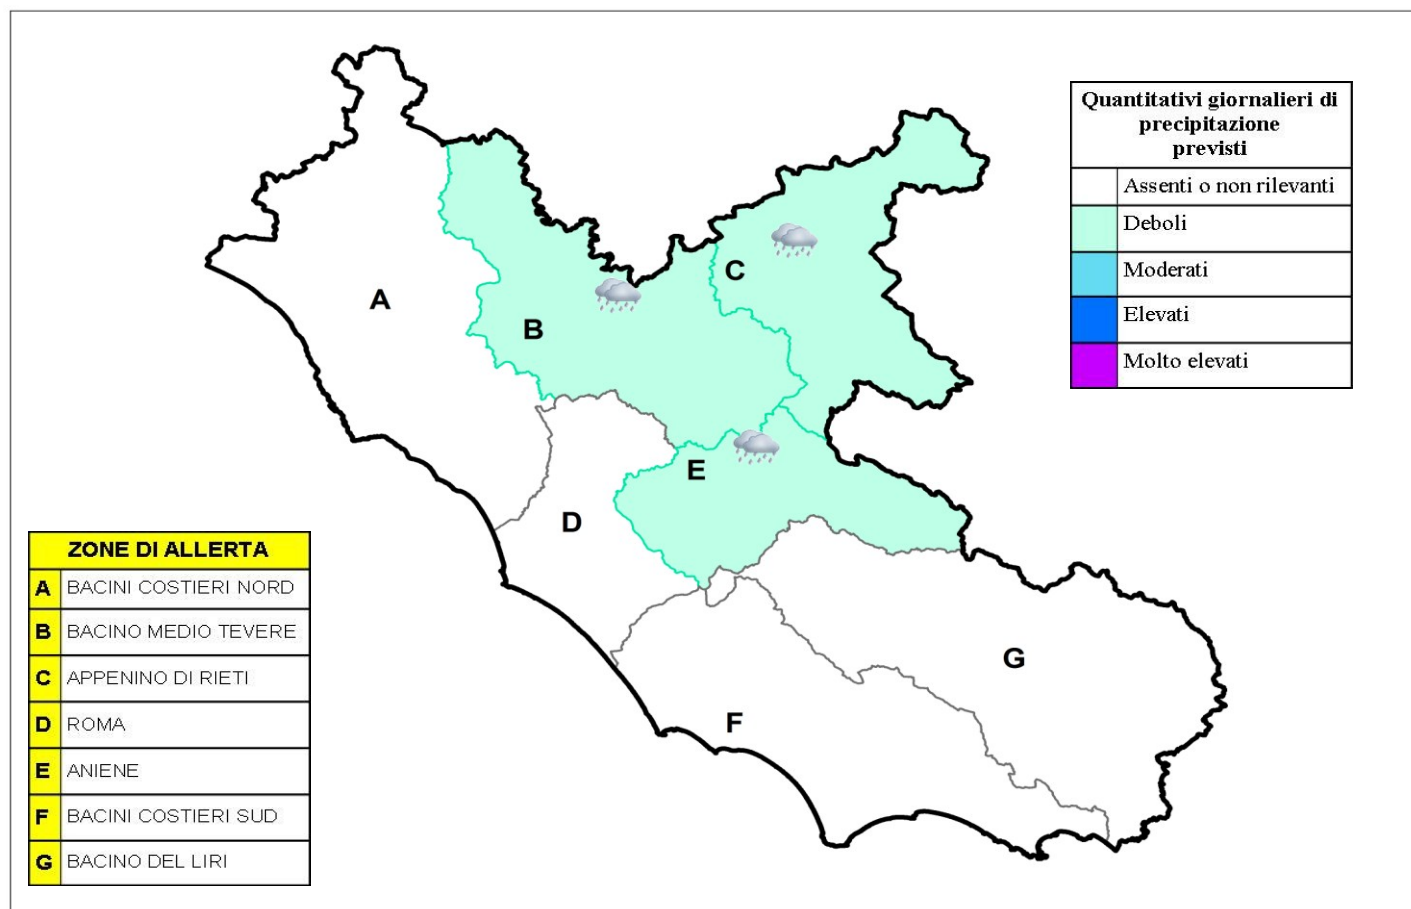 Quantitativi giornalieri di
precipitazione
previsti
Assenti o non rilevanti
Deboli
Moderati
Elevati
Molto elevati
A
B
C
D
E
F
G
ZONE DI ALLERTA
A BACINI COSTIERI NORD
B BACINO MEDIO TEVERE
C APPENINO DI RIETI
D ROMA
E ANIENE
F BACINI COSTIERI SUD
G BACINO DEL LIRI